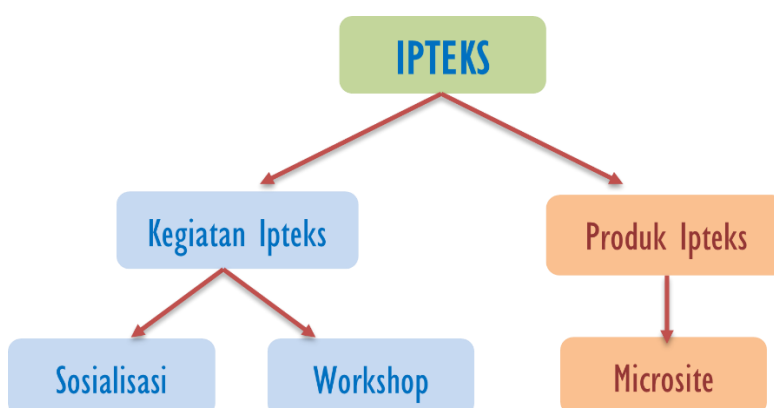 IPTEKS
Kegiatan Ipteks
Produk Ipteks
Sosialisasi
Workshop
Microsite